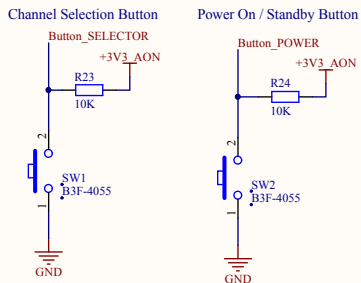 Channel Selection Button
Power On / Standby Button
Button_SELECTOR
+3V3_AON
R23
10K
2
SW1
B3F-4055
1
GND
Button_POWER
+3V3_AON
R24
10K
2
SW2
B3F-4055
1
GND